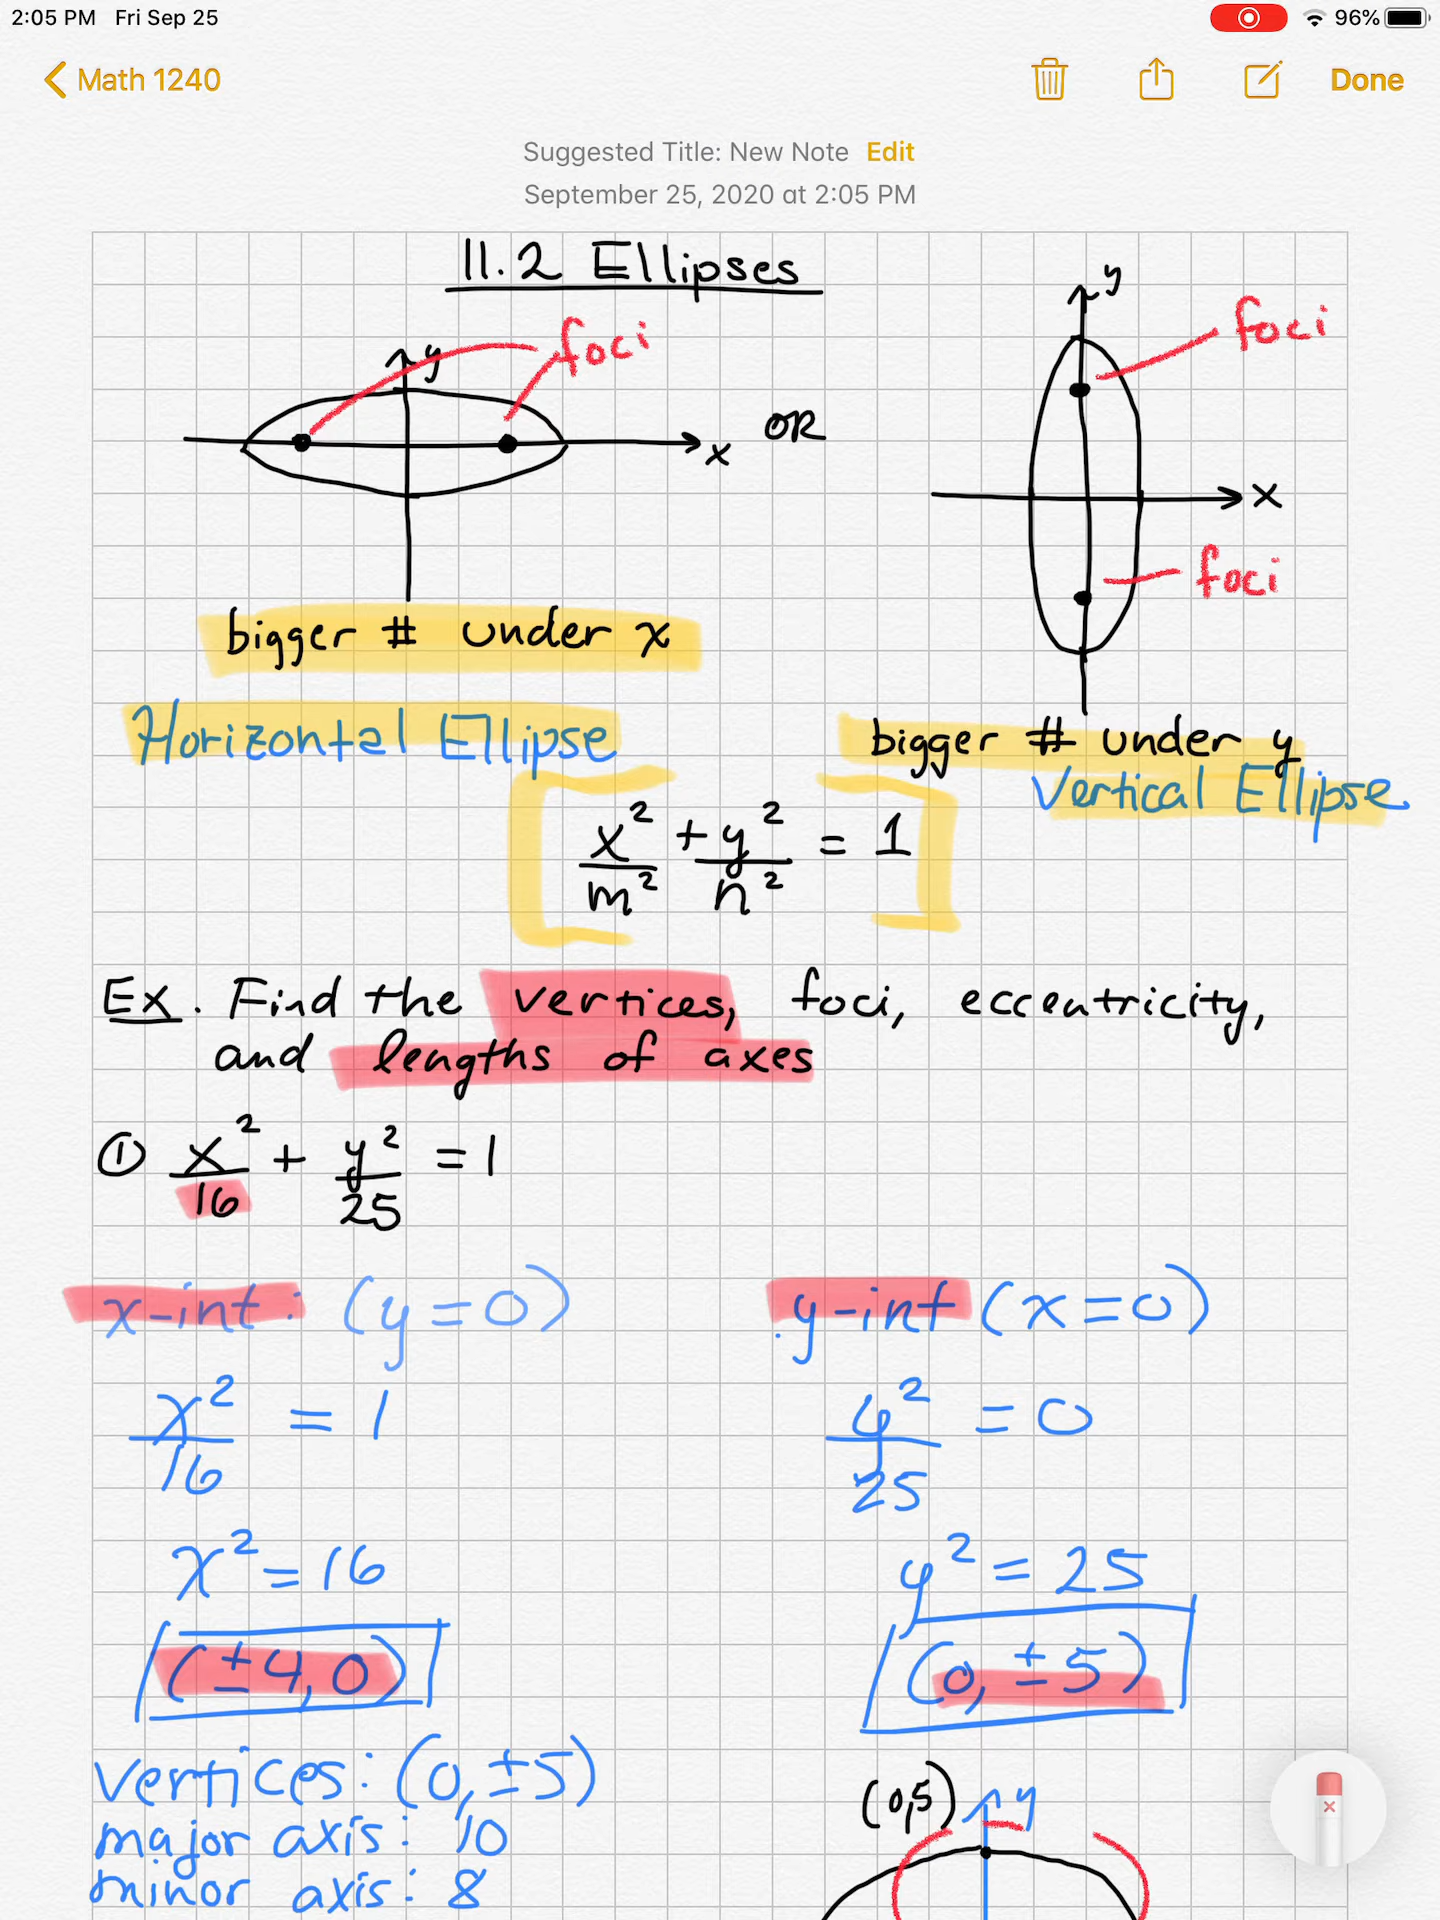 2:05 PM Fri Sep 25 96%
Math 1240 Done
Suggested Title: New Note Edit
September 25, 2020 at 2:05 PM
11.2 Ellipses
y foci x
OR
y foci x foci
bigger # under x
Horizontal Ellipse
bigger # under y
Vertical Ellipse
x²/m² + y²/n² = 1
Ex. Find the vertices, foci, eccentricity,
and lengths of axes
① x²/16 + y²/25 = 1
x-int: (y=0)
x²/16 = 1
x² = 16
(±4,0)
y-int (x=0)
y²/25 = 0
y² = 25
(0, ±5)
vertices: (0,±5)
major axis: 10
minor axis: 8
(0,5) y